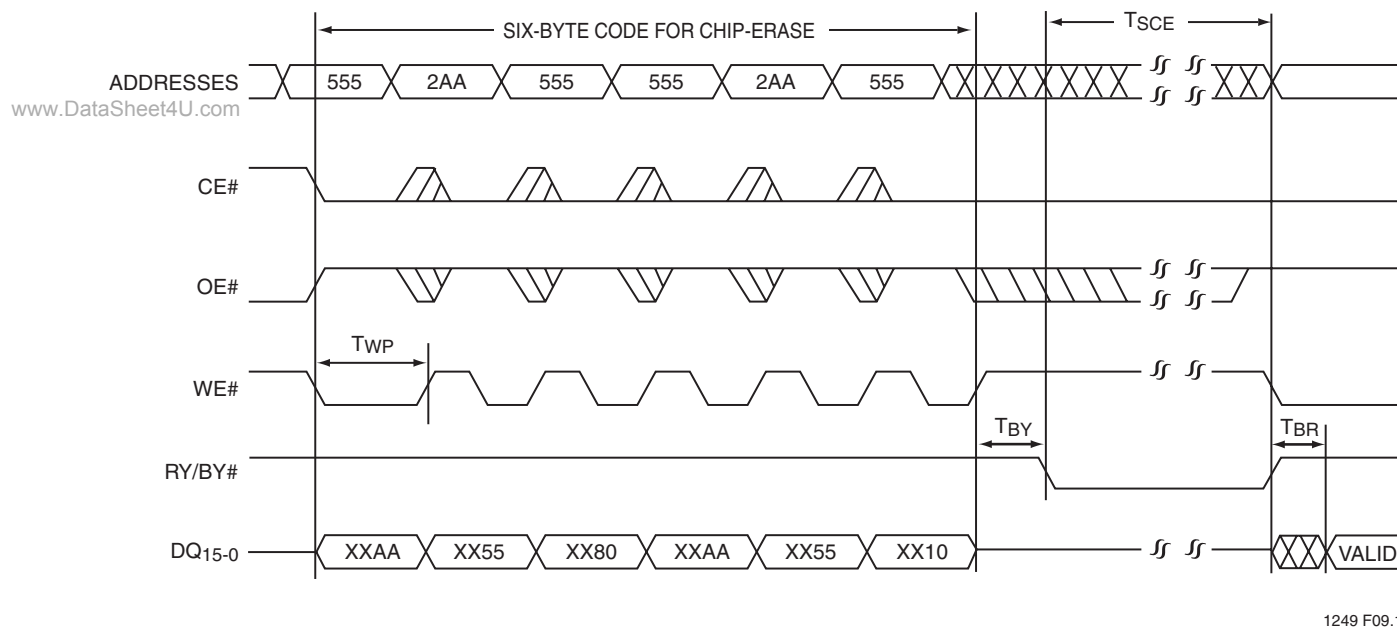 SIX-BYTE CODE FOR CHIP-ERASE TSCE
ADDRESSES 555 2AA 555 555 2AA 555
www.DataSheet4U.com
CE#
OE#
TWP
WE#
TBY TBR
RY/BY#
DQ15-0 XXAA XX55 XX80 XXAA XX55 XX10 VALID
1249 F09.